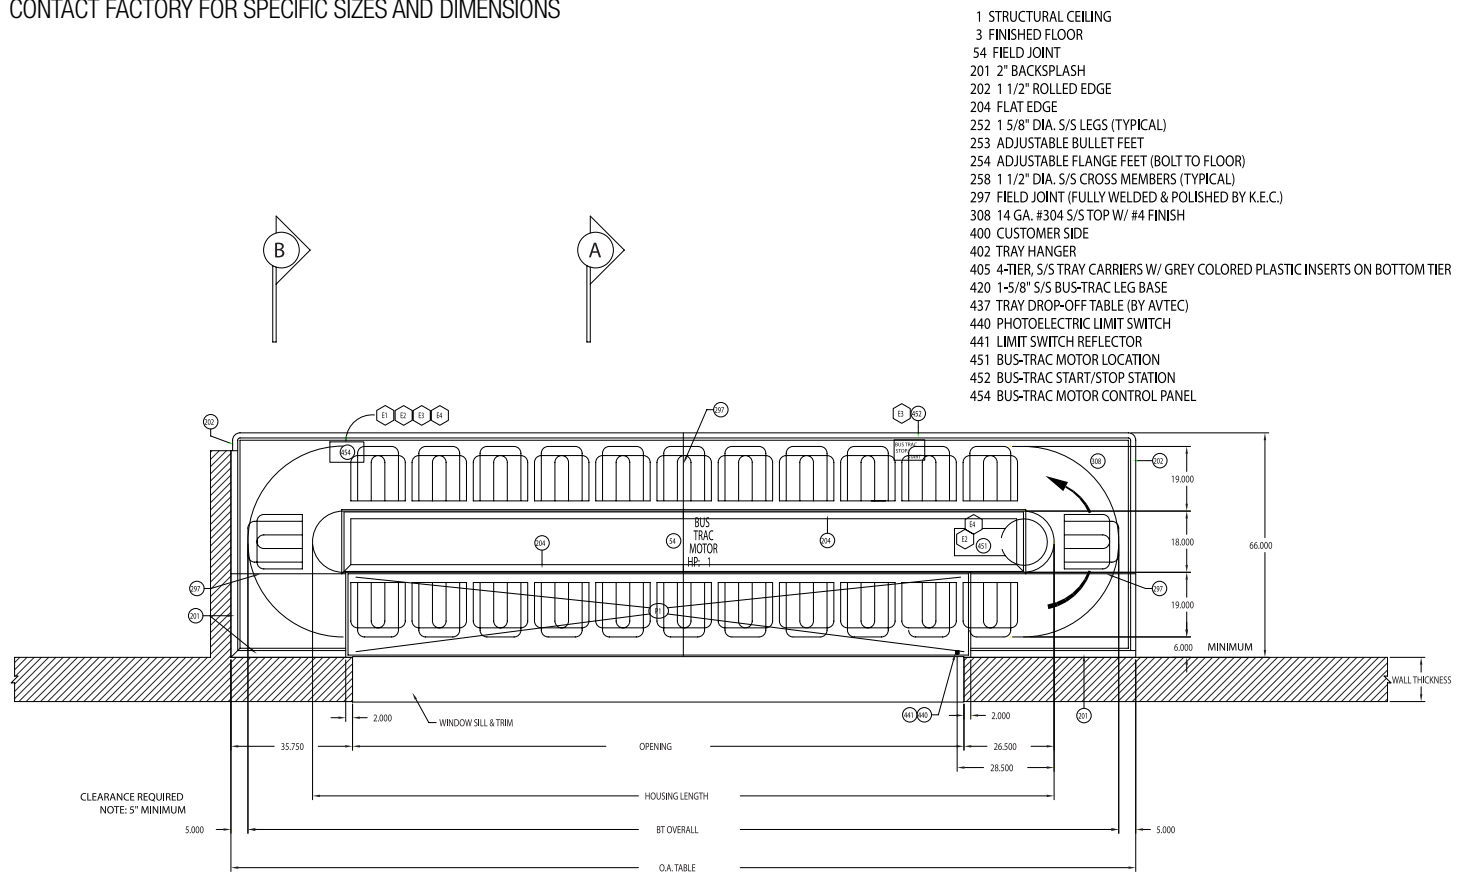 CONTACT FACTORY FOR SPECIFIC SIZES AND DIMENSIONS
1 STRUCTURAL CEILING
3 FINISHED FLOOR
54 FIELD JOINT
201 2" BACKSPLASH
202 1 1/2" ROLLED EDGE
204 FLAT EDGE
252 1 5/8" DIA. S/S LEGS (TYPICAL)
253 ADJUSTABLE BULLET FEET
254 ADJUSTABLE FLANGE FEET (BOLT TO FLOOR)
258 1 1/2" DIA. S/S CROSS MEMBERS (TYPICAL)
297 FIELD JOINT (FULLY WELDED & POLISHED BY K.E.C.)
308 14 GA. #304 S/S TOP W/ #4 FINISH
400 CUSTOMER SIDE
402 TRAY HANGER
405 4-TIER, S/S TRAY CARRIERS W/ GREY COLORED PLASTIC INSERTS ON BOTTOM TIER
420 1-5/8" S/S BUS-TRAC LEG BASE
437 TRAY DROP-OFF TABLE (BY AVTEC)
440 PHOTOELECTRIC LIMIT SWITCH
441 LIMIT SWITCH REFLECTOR
451 BUS-TRAC MOTOR LOCATION
452 BUS-TRAC START/STOP STATION
454 BUS-TRAC MOTOR CONTROL PANEL
B
A
202
E1 E2 E3 E4
297
E3 452
454
BUS TRAC
STOP
308
202
19.000
BUS
TRAC
MOTOR
HP: 1
204
54
204
E4
E2
451
18.000
66.000
297
201
P1
297
19.000
6.000 MINIMUM
WALL THICKNESS
2.000
WINDOW SILL & TRIM
441 440
2.000
201
35.750
OPENING
26.500
28.500
CLEARANCE REQUIRED
NOTE: 5" MINIMUM
HOUSING LENGTH
5.000
BT OVERALL
5.000
O.A. TABLE